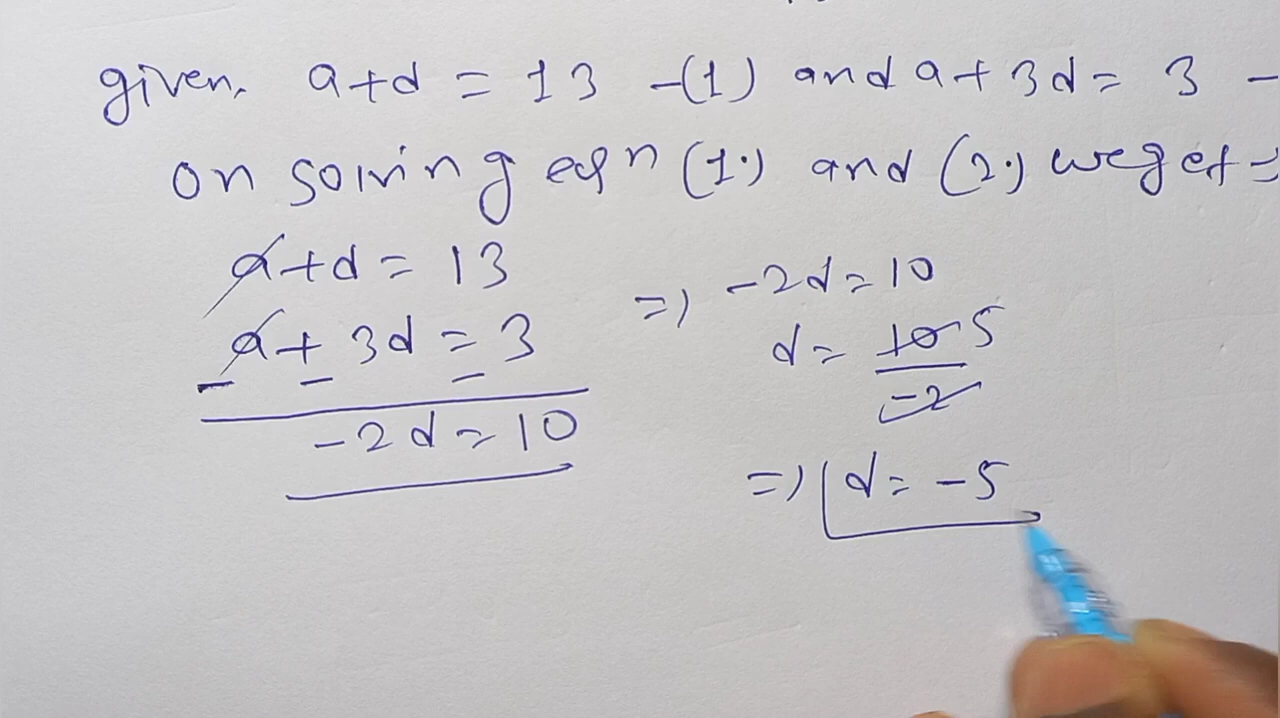 given, a+d = 13 -(1) and a+3d = 3 -
on solving eqn (1.) and (2.) we get =)
a+d = 13
a+3d = 3
- - -
-2d = 10
=) -2d = 10
d = 10 5
-2
=) d = -5